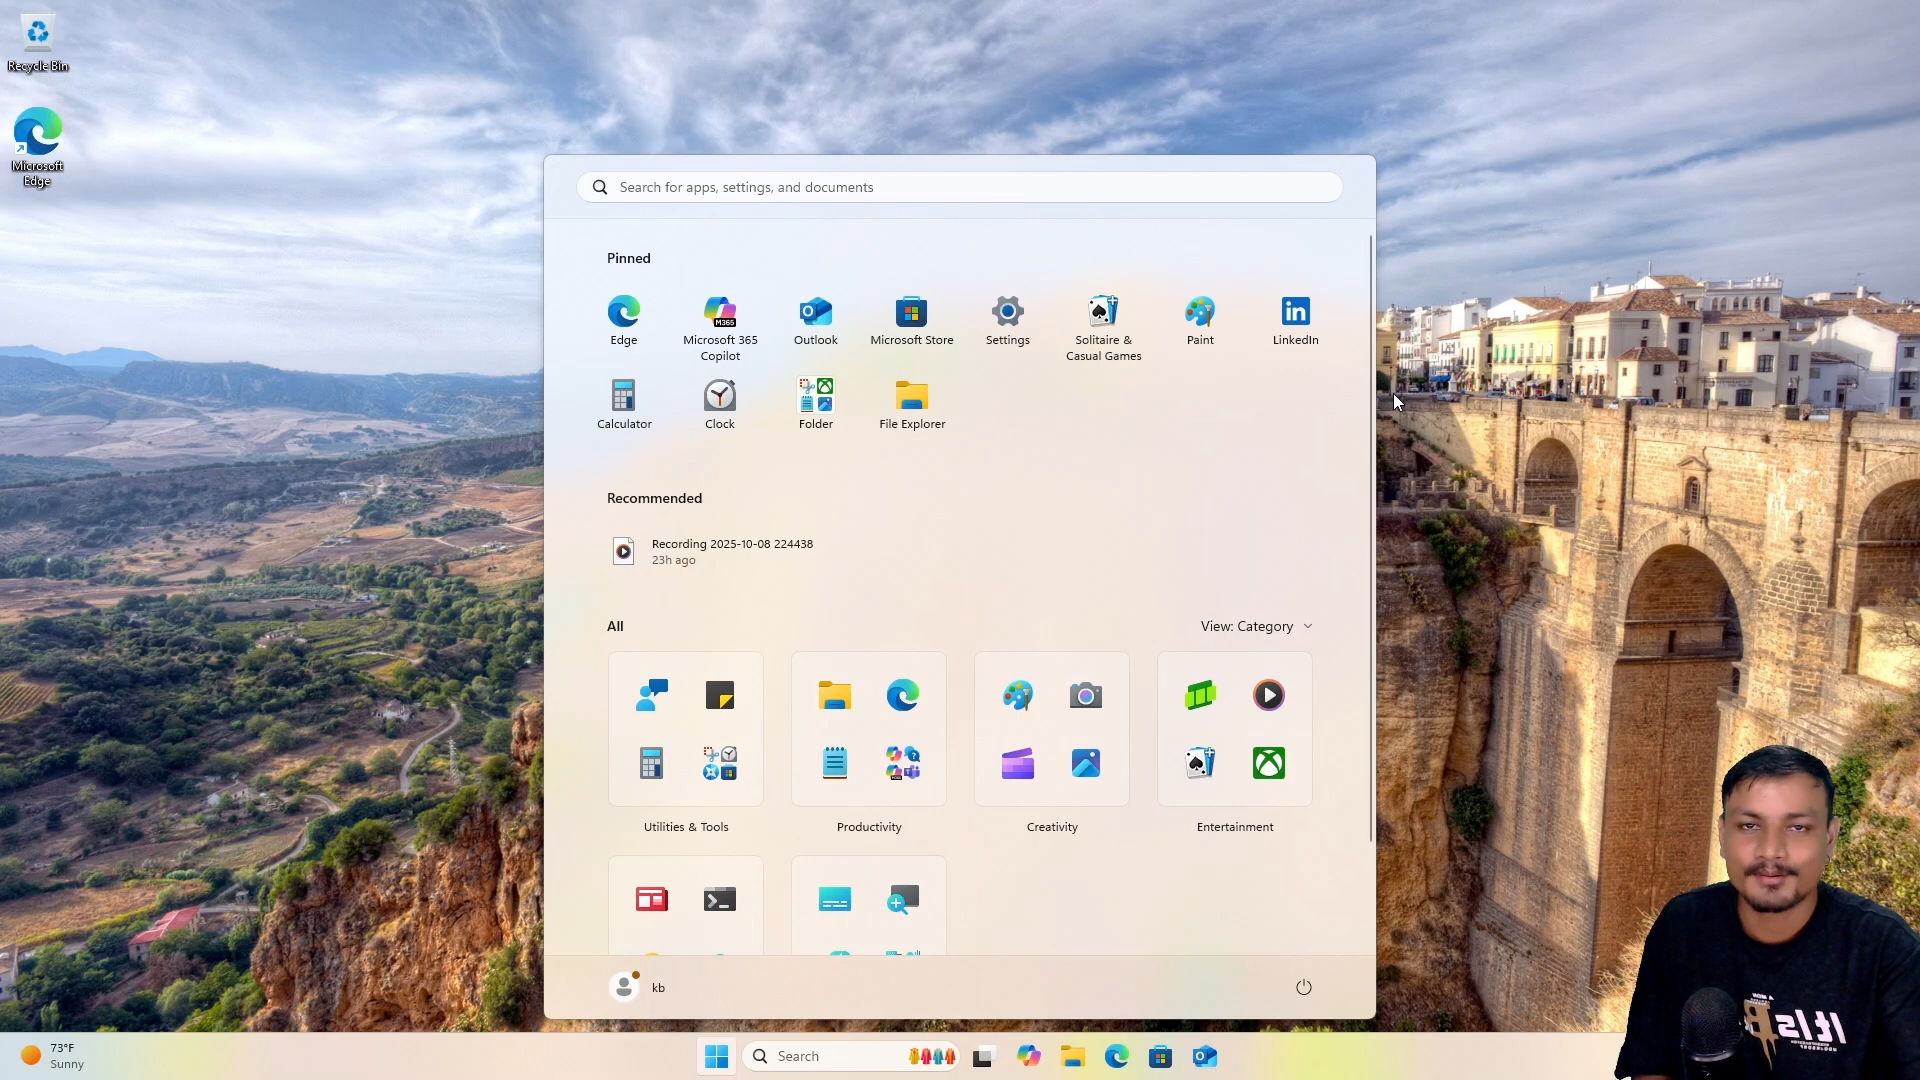 Recycle Bin
Microsoft
Edge
Search for apps, settings, and documents
Pinned
Edge
M365
Microsoft 365
Copilot
Outlook
Microsoft Store
Settings
Solitaire &
Casual Games
Paint
in
LinkedIn
Calculator
Clock
Folder
File Explorer
Recommended
Recording 2025-10-08 224438
23h ago
All
View: Category
Utilities & Tools
Productivity
Creativity
Entertainment
kb
73°F
Sunny
Search